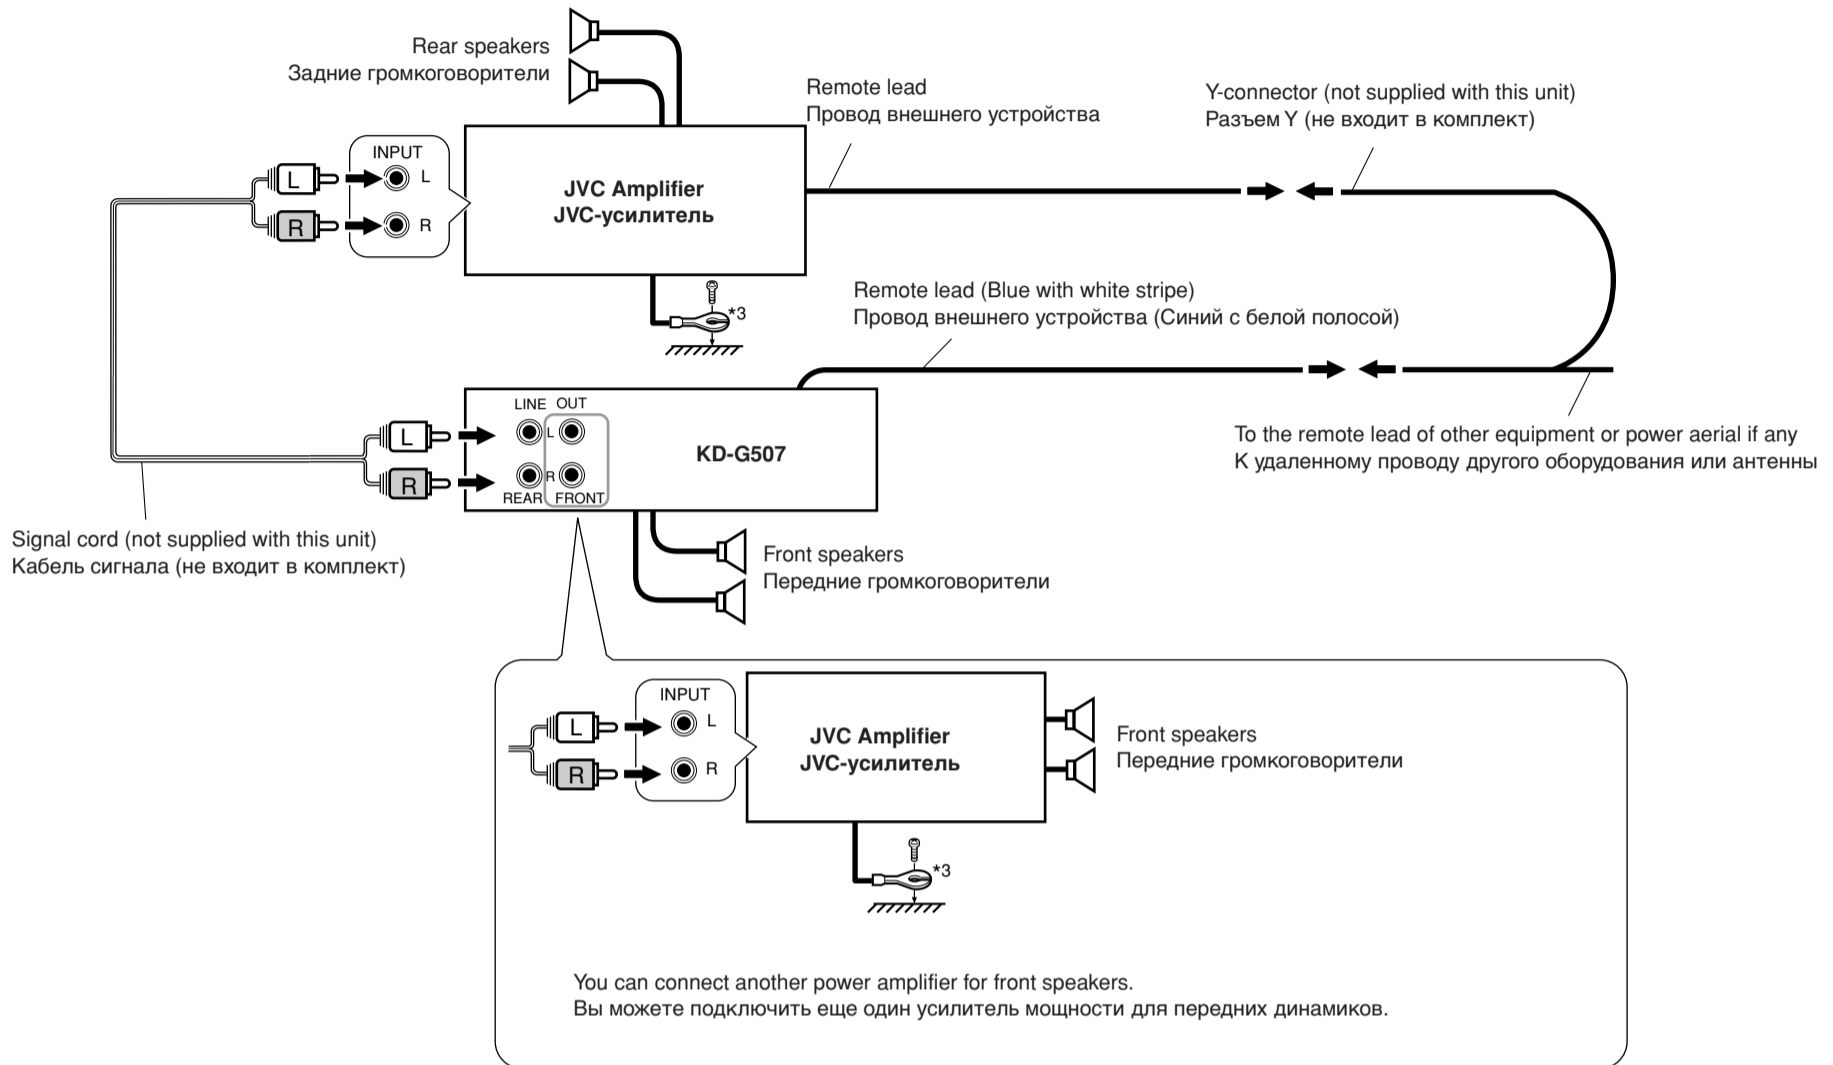 Rear speakers
Задние громкоговорители
Remote lead
Провод внешнего устройства
Y-connector (not supplied with this unit)
Разъем Y (не входит в комплект)
INPUT
L
L
R
R
JVC Amplifier
JVC-усилитель
*3
Remote lead (Blue with white stripe)
Провод внешнего устройства (Синий с белой полосой)
LINE OUT
L
L
R
R
REAR FRONT
KD-G507
To the remote lead of other equipment or power aerial if any
К удаленному проводу другого оборудования или антенны
Signal cord (not supplied with this unit)
Кабель сигнала (не входит в комплект)
Front speakers
Передние громкоговорители
INPUT
L
L
R
R
JVC Amplifier
JVC-усилитель
Front speakers
Передние громкоговорители
*3
You can connect another power amplifier for front speakers.
Вы можете подключить еще один усилитель мощности для передних динамиков.